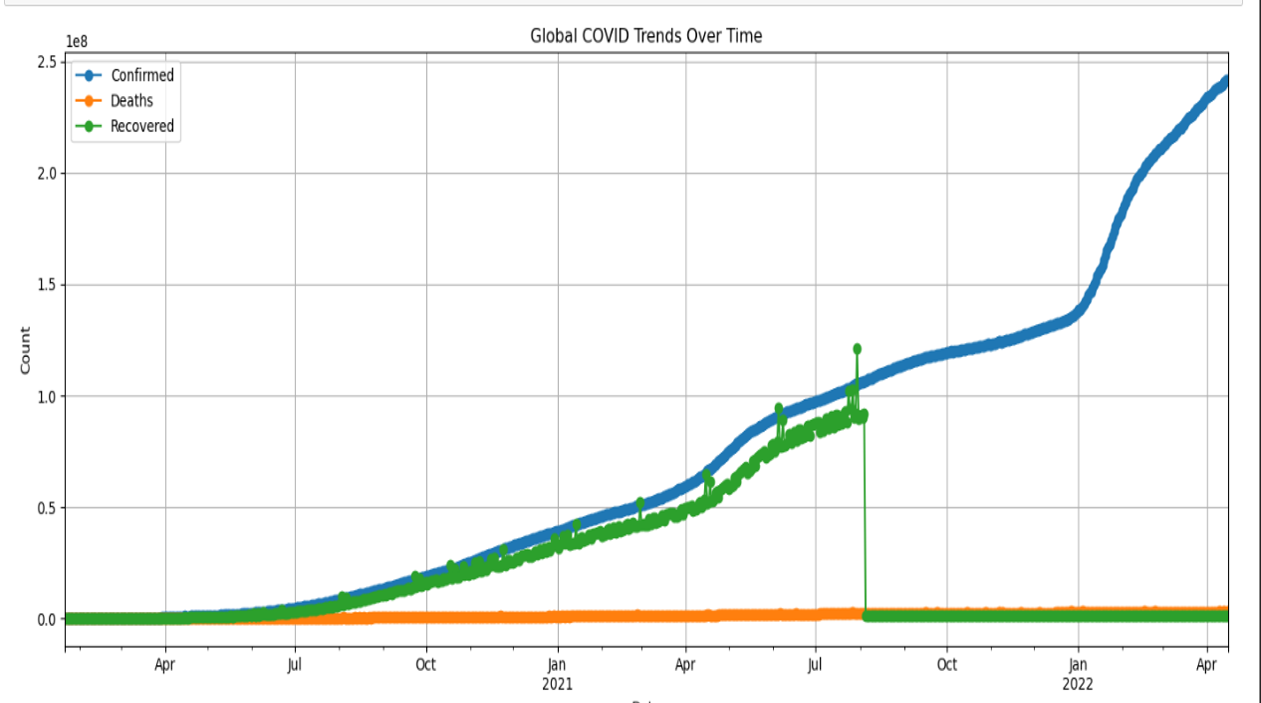 Global COVID Trends Over Time
1e8
2.5
2.0
1.5
1.0
0.5
0.0
Count
Confirmed
Deaths
Recovered
Apr
Jul
Oct
Jan
2021
Apr
Jul
Oct
Jan
2022
Apr